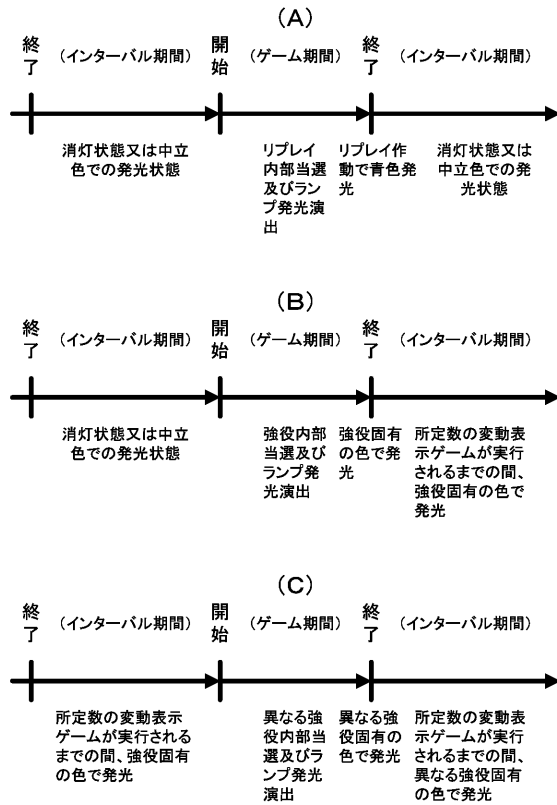 (A)
終了
(インターバル期間)
開始
(ゲーム期間)
終了
(インターバル期間)
消灯状態又は中立
色での発光状態
リプレイ
内部当選
及びランプ発光演
出
リプレイ作
動で青色発
光
消灯状態又は
中立色での発
光状態
(B)
終了
(インターバル期間)
開始
(ゲーム期間)
終了
(インターバル期間)
消灯状態又は中立
色での発光状態
強役内部
当選及び
ランプ発
光演出
強役固有
の色で発
光
所定数の変動表
示ゲームが実行
されるまでの間、
強役固有の色で
発光
(C)
終了
(インターバル期間)
開始
(ゲーム期間)
終了
(インターバル期間)
所定数の変動表示
ゲームが実行される
までの間、強役固有
の色で発光
異なる強
役内部当
選及びラ
ンプ発光
演出
異なる強
役固有の
色で発光
所定数の変動表
示ゲームが実行
されるまでの間、
異なる強役固有
の色で発光